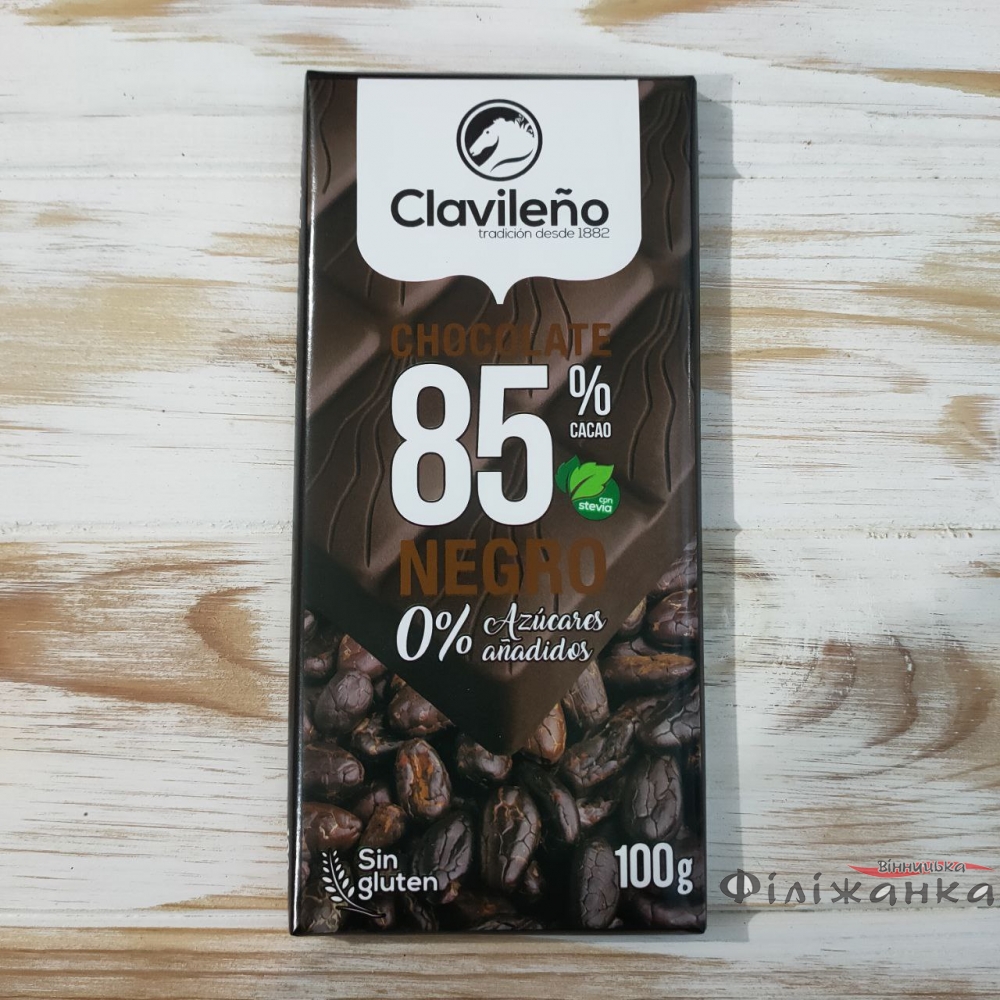 Clavileño
tradición desde 1882
CHOCOLATE
85%
CACAO
con
stevia
NEGRO
0% Azúcares
añadidos
Sin
gluten
100g
Вінницька
Філіжанка